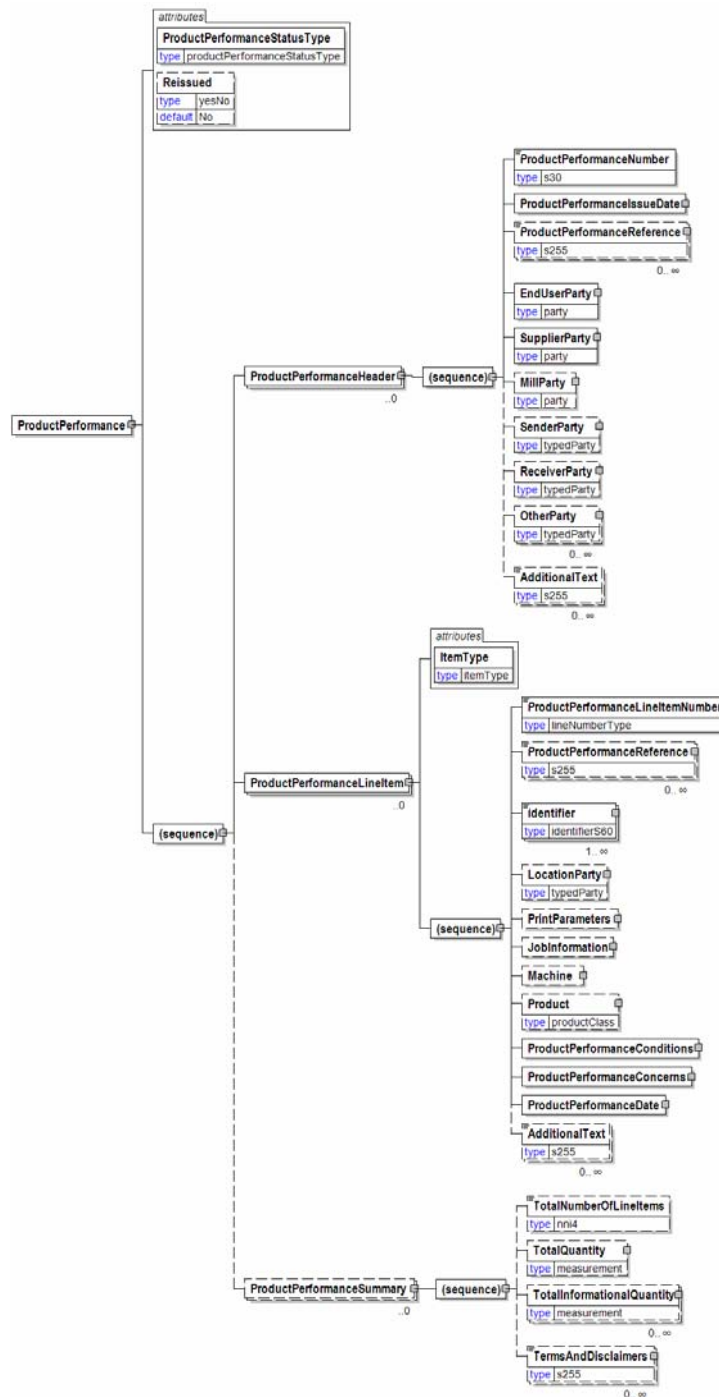 attributes
ProductPerformanceStatusType
type productPerformanceStatusType
Reissued
type yesNo
default No
ProductPerformanceNumber
type s30
ProductPerformanceIssueDate
ProductPerformanceReference
type s255
0.. ∞
EndUserParty
type party
SupplierParty
type party
ProductPerformanceHeader
(sequence)
..0
MillParty
type party
ProductPerformance
SenderParty
type typedParty
ReceiverParty
type typedParty
OtherParty
type typedParty
0.. ∞
AdditionalText
type s255
0.. ∞
attributes
ItemType
type itemType
ProductPerformanceLineItemNumber
type lineNumberType
ProductPerformanceReference
type s255
0.. ∞
ProductPerformanceLineItem
..0
(sequence)
Identifier
type identifierS60
1.. ∞
LocationParty
type typedParty
(sequence)
PrintParameters
JobInformation
Machine
Product
type productClass
ProductPerformanceConditions
ProductPerformanceConcerns
ProductPerformanceDate
AdditionalText
type s255
0.. ∞
TotalNumberOfLineItems
type nni4
TotalQuantity
type measurement
ProductPerformanceSummary
(sequence)
..0
TotalInformationalQuantity
type measurement
0.. ∞
TermsAndDisclaimers
type s255
0.. ∞